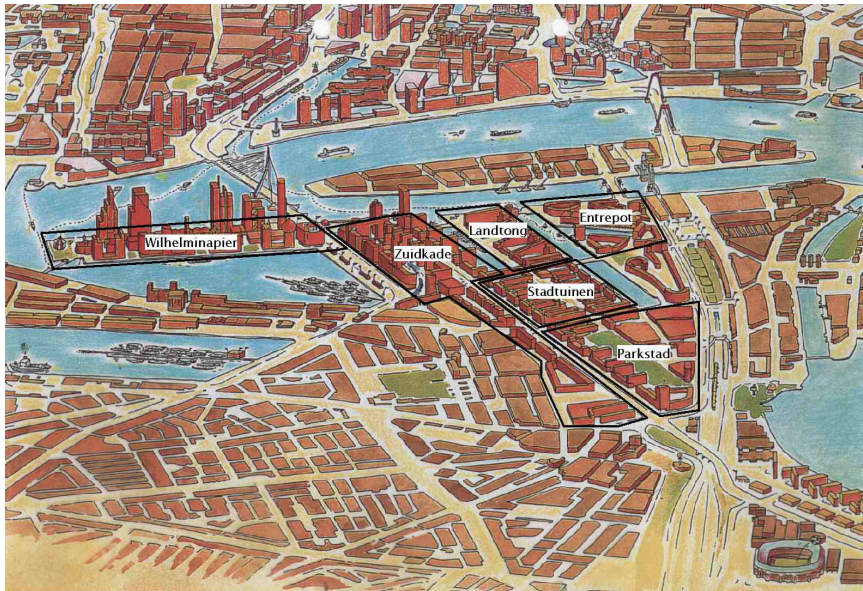 Wilhelminapier
Zuidkade
Landtong
Entrepot
Stadtuinen
Parkstad